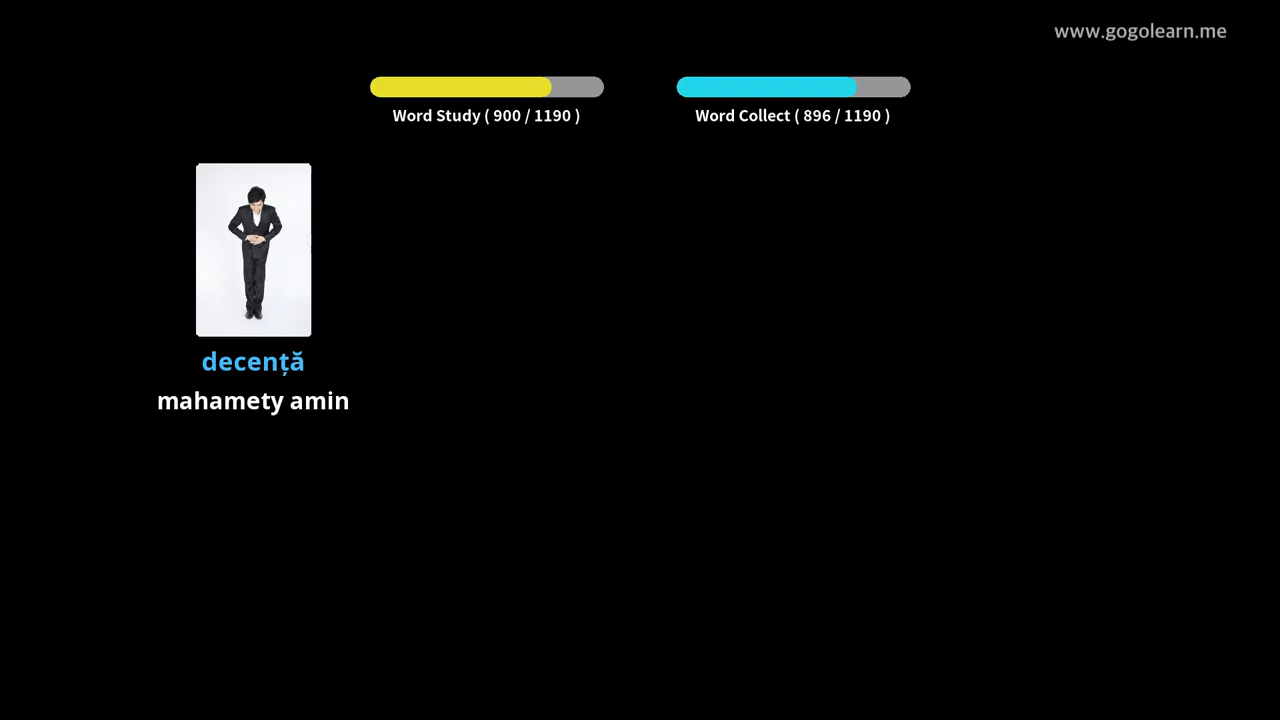 www.gogolearn.me
Word Study ( 900 / 1190 )
Word Collect ( 896 / 1190 )
decență
mahamety amin